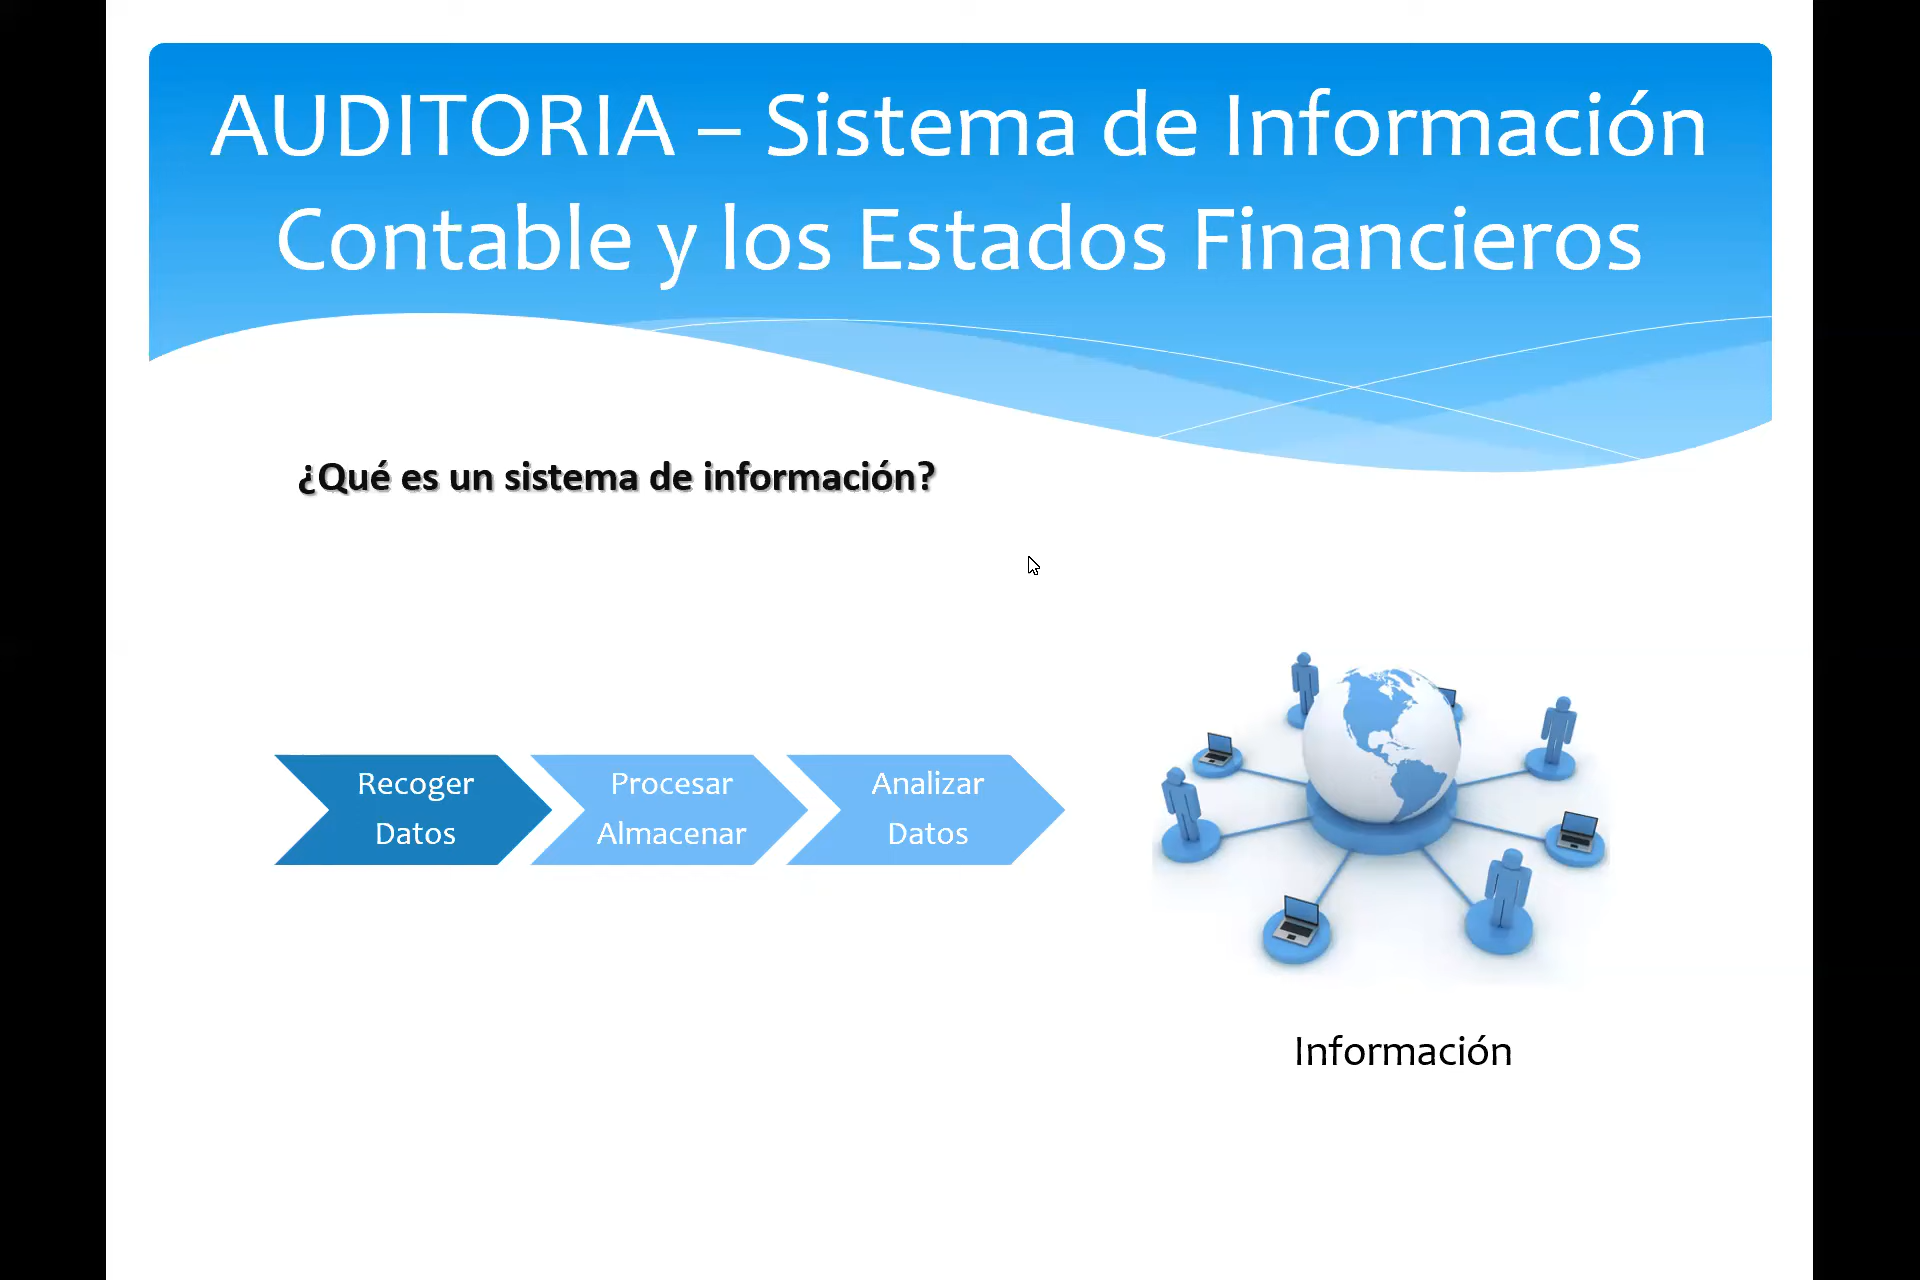 AUDITORIA – Sistema de Información
Contable y los Estados Financieros
¿Qué es un sistema de información?
Recoger
Datos
Procesar
Almacenar
Analizar
Datos
Información